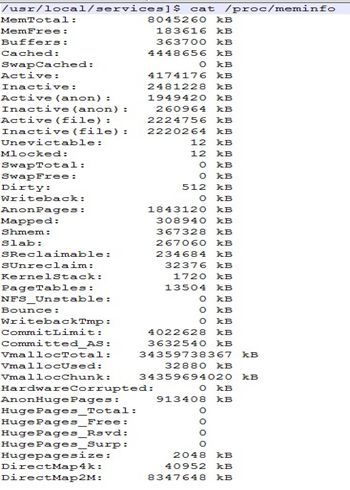 /usr/local/services]$ cat /proc/meminfo
MemTotal: 8045260 kB
MemFree: 183616 kB
Buffers: 363700 kB
Cached: 4448656 kB
SwapCached: 0 kB
Active: 4174176 kB
Inactive: 2481228 kB
Active(anon): 1949420 kB
Inactive(anon): 260964 kB
Active(file): 2224756 kB
Inactive(file): 2220264 kB
Unevictable: 12 kB
Mlocked: 12 kB
SwapTotal: 0 kB
SwapFree: 0 kB
Dirty: 512 kB
Writeback: 0 kB
AnonPages: 1843120 kB
Mapped: 308940 kB
Shmem: 367328 kB
Slab: 267060 kB
SReclaimable: 234684 kB
SUnreclaim: 32376 kB
KernelStack: 1720 kB
PageTables: 13504 kB
NFS_Unstable: 0 kB
Bounce: 0 kB
WritebackTmp: 0 kB
CommitLimit: 4022628 kB
Committed_AS: 3632540 kB
VmallocTotal: 34359738367 kB
VmallocUsed: 32880 kB
VmallocChunk: 34359694020 kB
HardwareCorrupted: 0 kB
AnonHugePages: 913408 kB
HugePages_Total: 0
HugePages_Free: 0
HugePages_Rsvd: 0
HugePages_Surp: 0
Hugepagesize: 2048 kB
DirectMap4k: 40952 kB
DirectMap2M: 8347648 kB